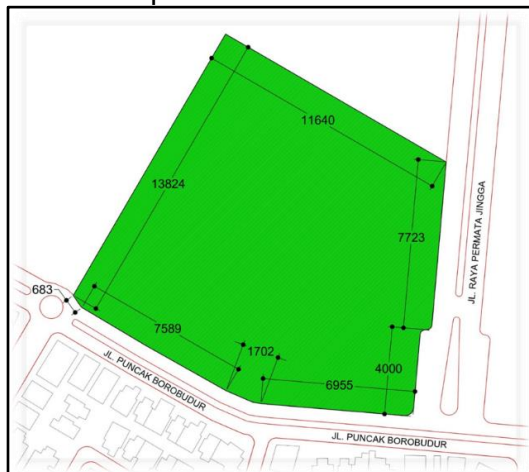 11640
13824
7723
JL. RAYA PERMATA JINGGA
683
7589
1702
6955
4000
JL. PUNCAK BOROBUDUR
JL. PUNCAK BOROBUDUR